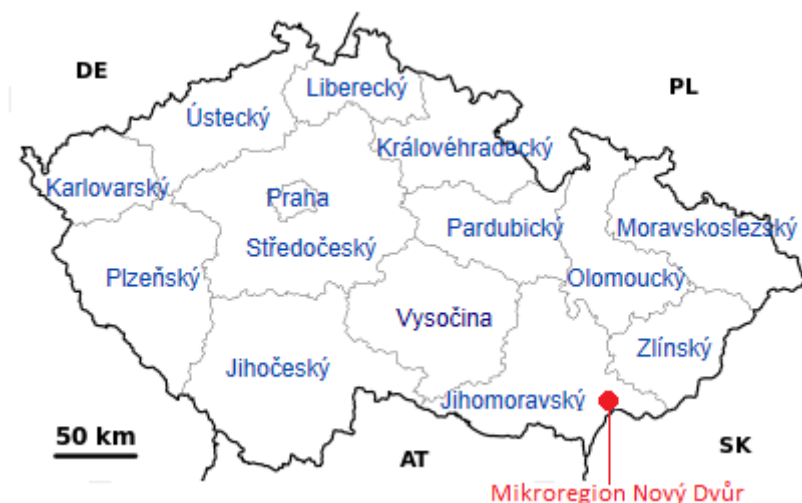 DE
Liberecký
PL
Ústecký
Královéhradecký
Karlovarský
Praha
Pardubický
Moravskoslezský
Středočeský
Plzeňský
Olomoucký
Vysočina
Zlínský
Jihočeský
Jihomoravský
50 km
AT
SK
Mikroregion Nový Dvůr